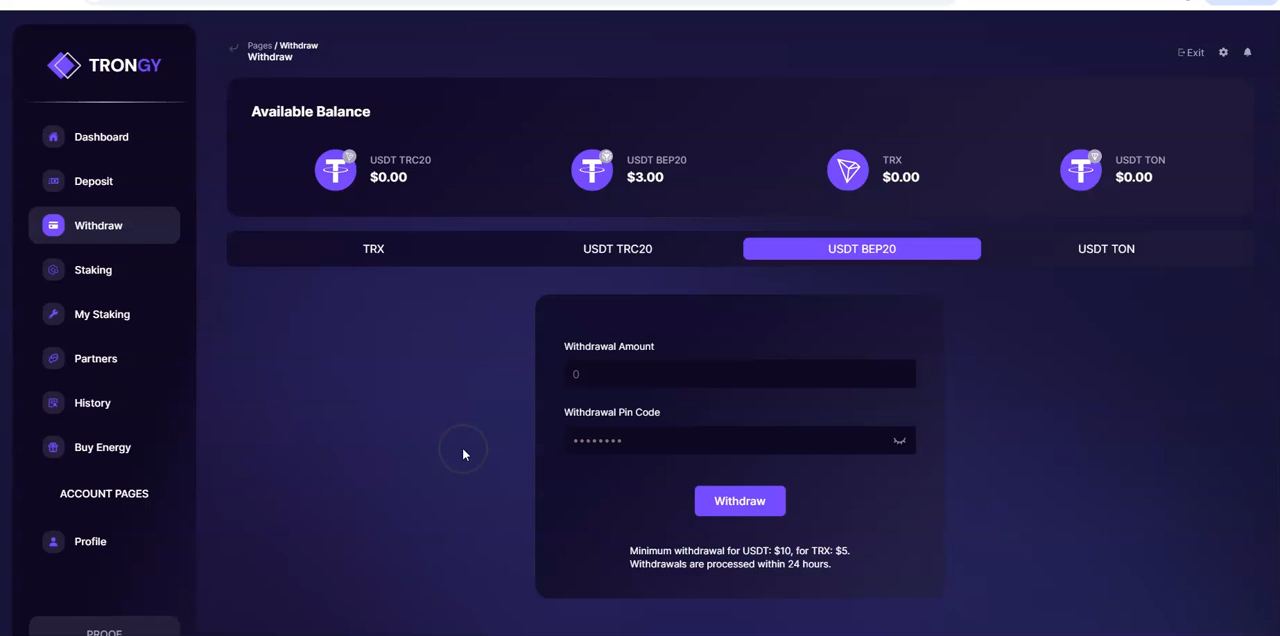 TRONGY
Pages / Withdraw
Withdraw
Exit
Available Balance
USDT TRC20
$0.00
USDT BEP20
$3.00
TRX
$0.00
USDT TON
$0.00
TRX
USDT TRC20
USDT BEP20
USDT TON
Dashboard
Deposit
Withdraw
Staking
My Staking
Partners
History
Buy Energy
ACCOUNT PAGES
Profile
PROOF
Withdrawal Amount
0
Withdrawal Pin Code
••••••••
Withdraw
Minimum withdrawal for USDT: $10, for TRX: $5.
Withdrawals are processed within 24 hours.